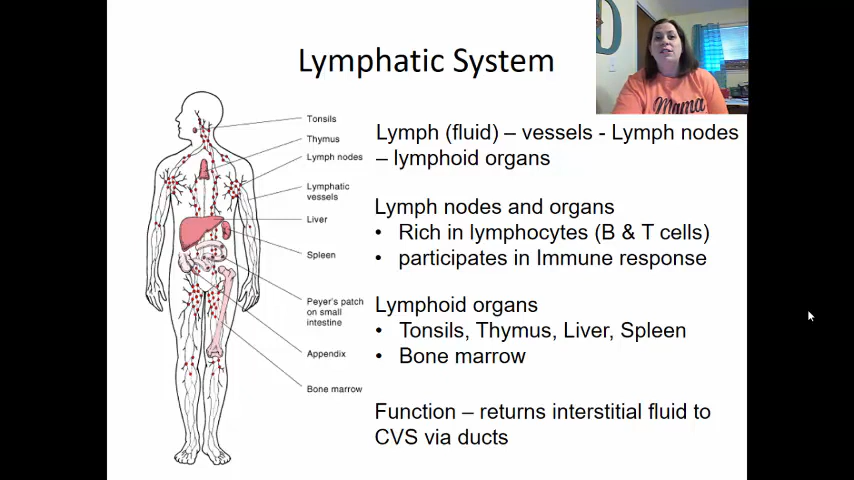 Lymphatic System
Mama
Tonsils
Thymus
Lymph nodes
Lymphatic
vessels
Liver
Spleen
Peyer's patch
on small
intestine
Appendix
Bone marrow
Lymph (fluid) – vessels - Lymph nodes
– lymphoid organs
Lymph nodes and organs
• Rich in lymphocytes (B & T cells)
• participates in Immune response
Lymphoid organs
• Tonsils, Thymus, Liver, Spleen
• Bone marrow
Function – returns interstitial fluid to
CVS via ducts